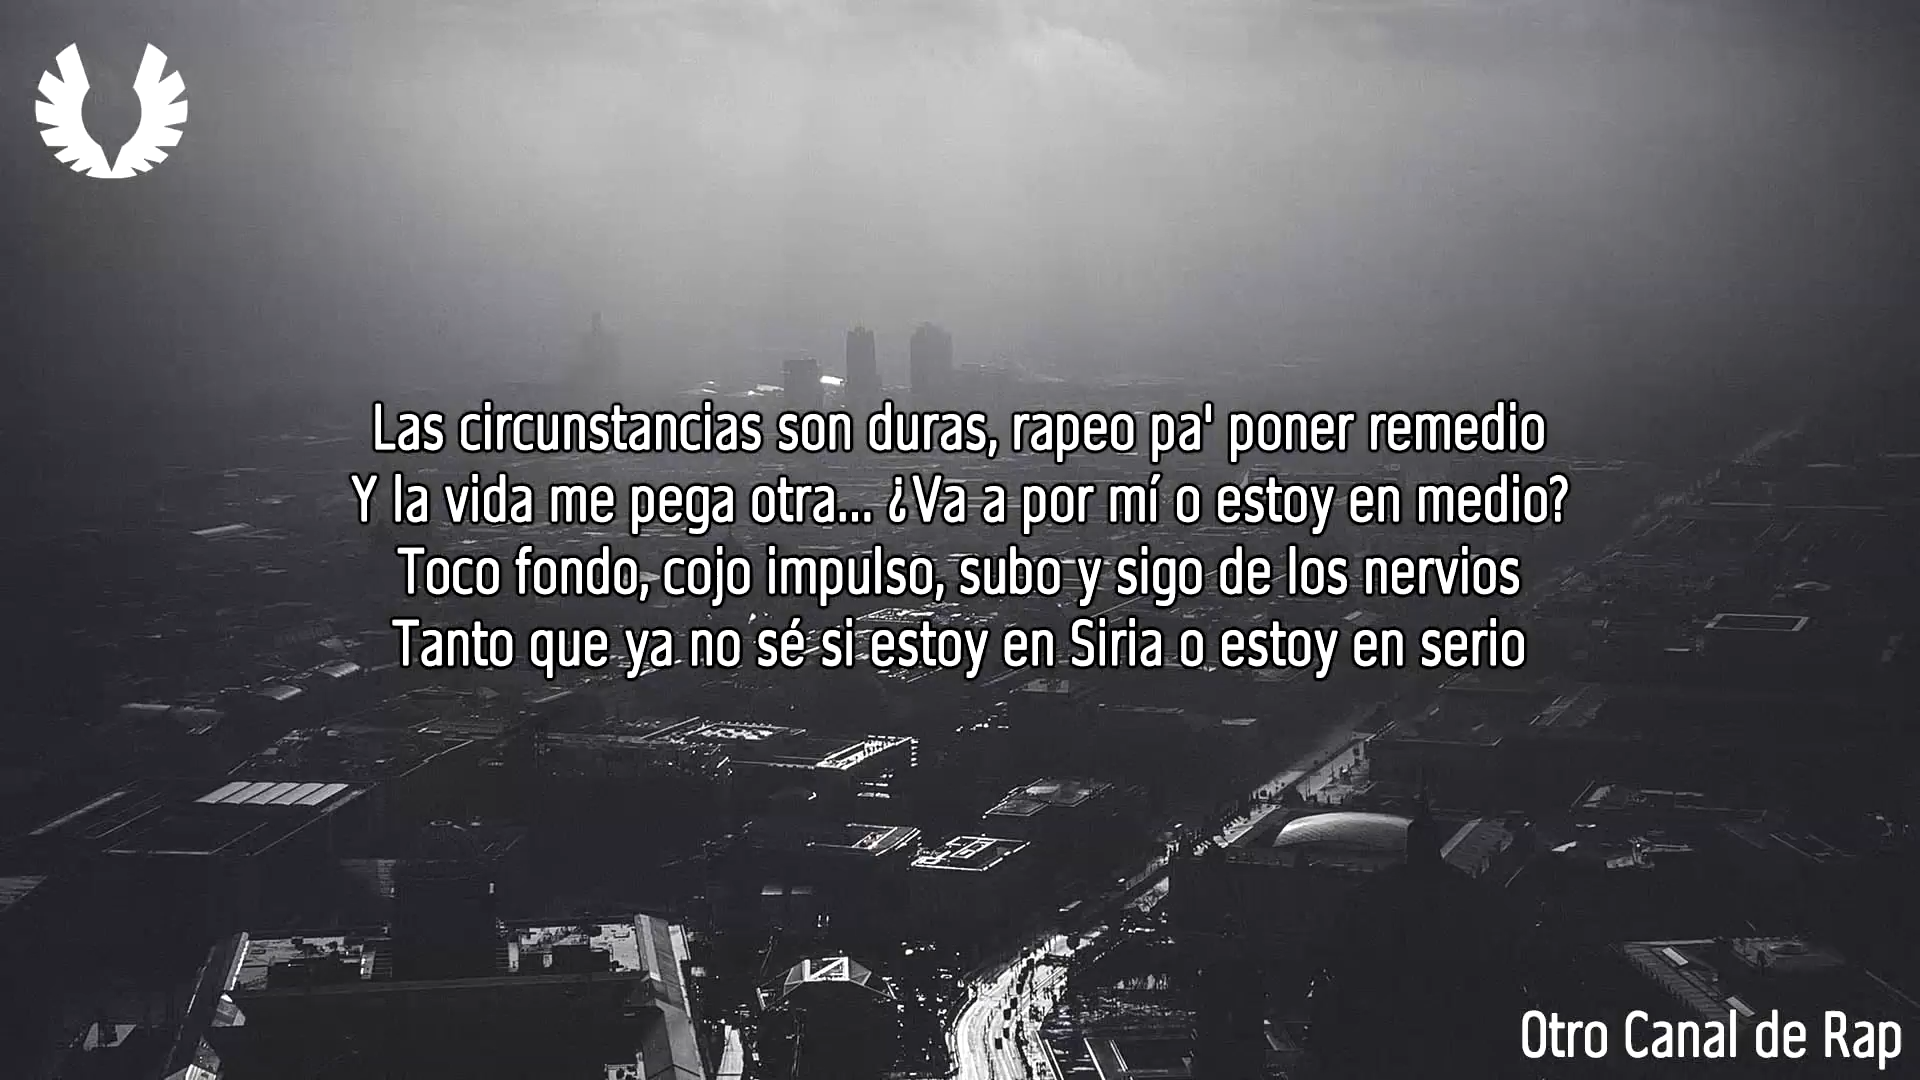 Las circunstancias son duras, rapeo pa' poner remedio
Y la vida me pega otra... ¿Va a por mí o estoy en medio?
Toco fondo, cojo impulso, subo y sigo de los nervios
Tanto que ya no sé si estoy en Siria o estoy en serio
Otro Canal de Rap